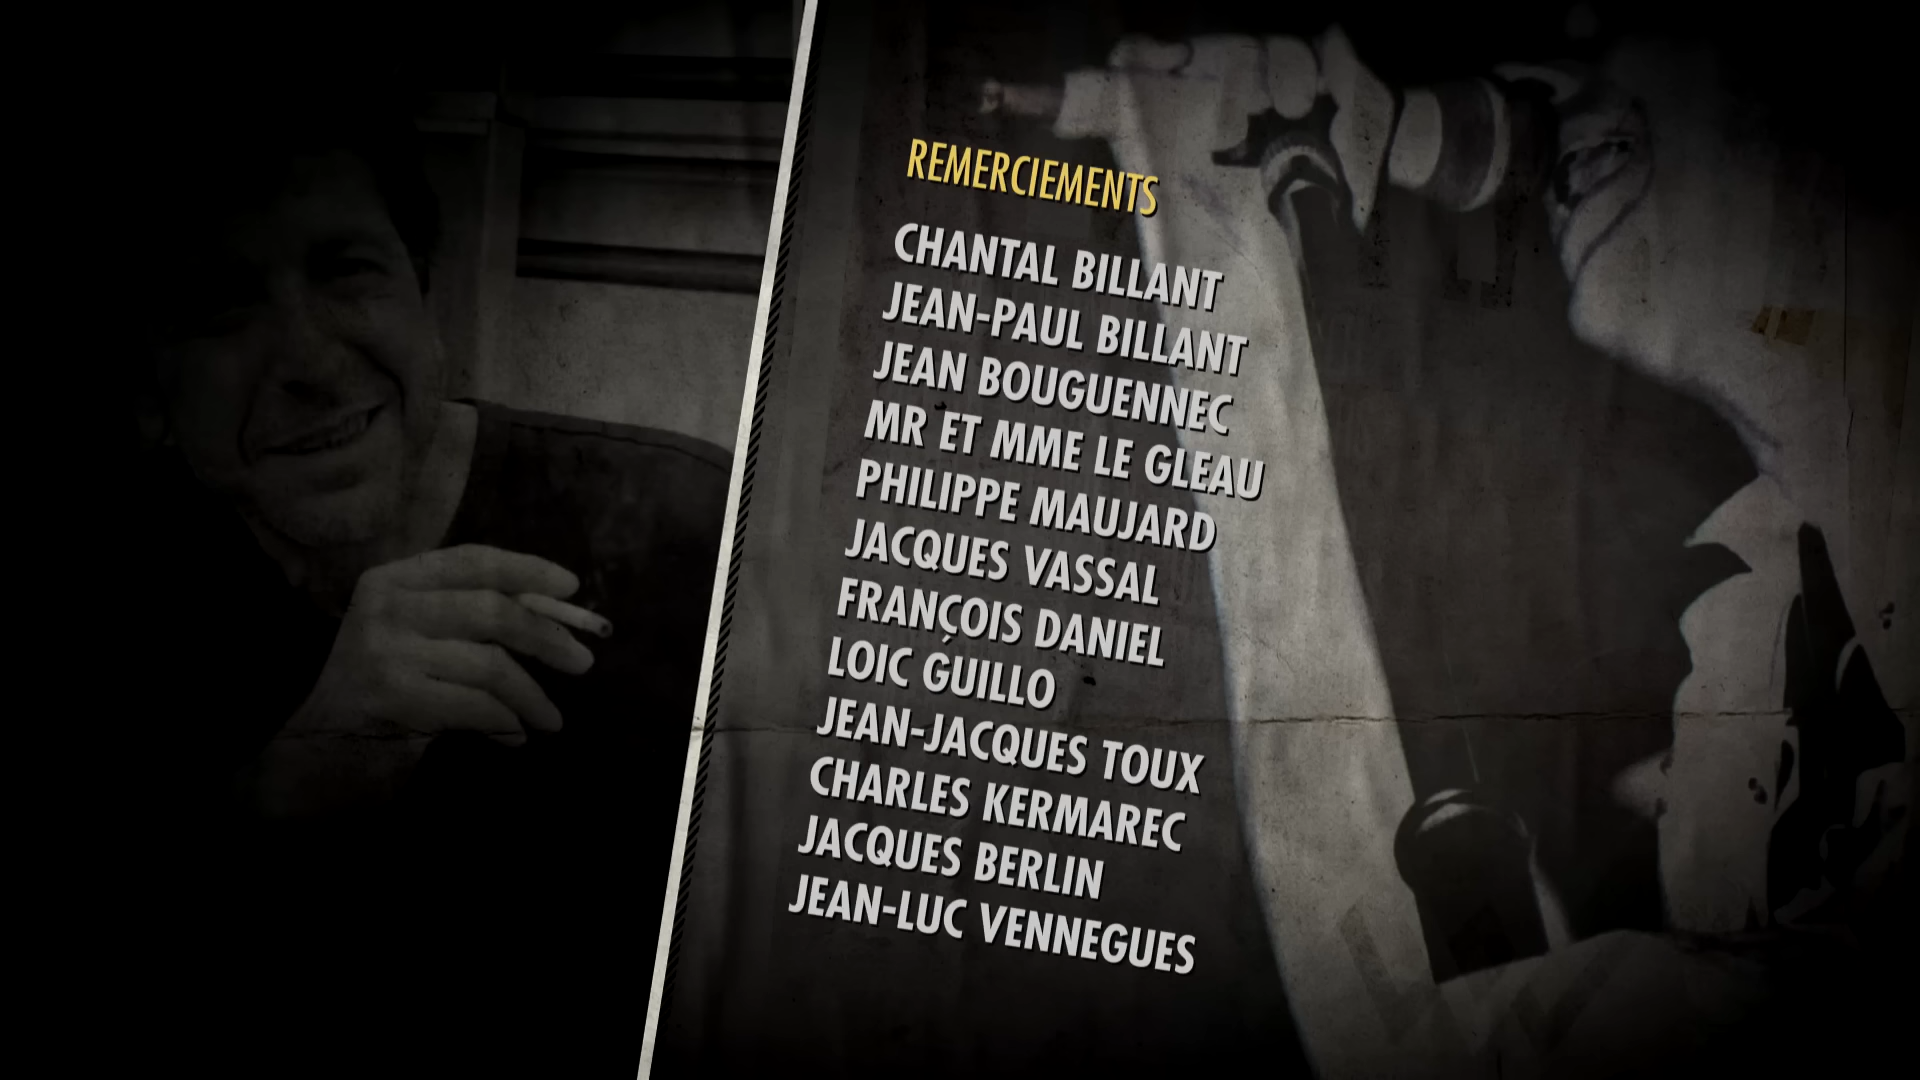 REMERCIEMENTS
CHANTAL BILLANT
JEAN-PAUL BILLANT
JEAN BOUGUENNEC
MR ET MME LE GLEAU
PHILIPPE MAUJARD
JACQUES VASSAL
FRANÇOIS DANIEL
LOIC GUILLO
JEAN-JACQUES TOUX
CHARLES KERMAREC
JACQUES BERLIN
JEAN-LUC VENNEGUES